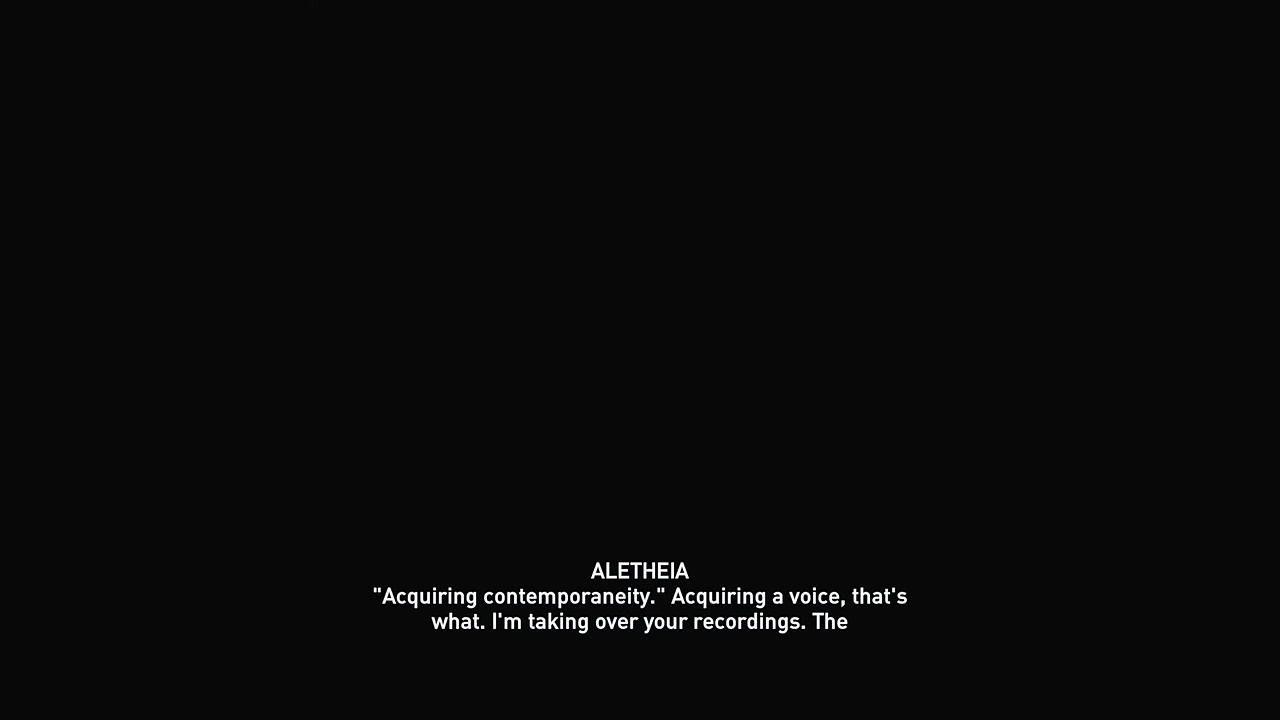 ALETHEIA
"Acquiring contemporaneity." Acquiring a voice, that's
what. I'm taking over your recordings. The